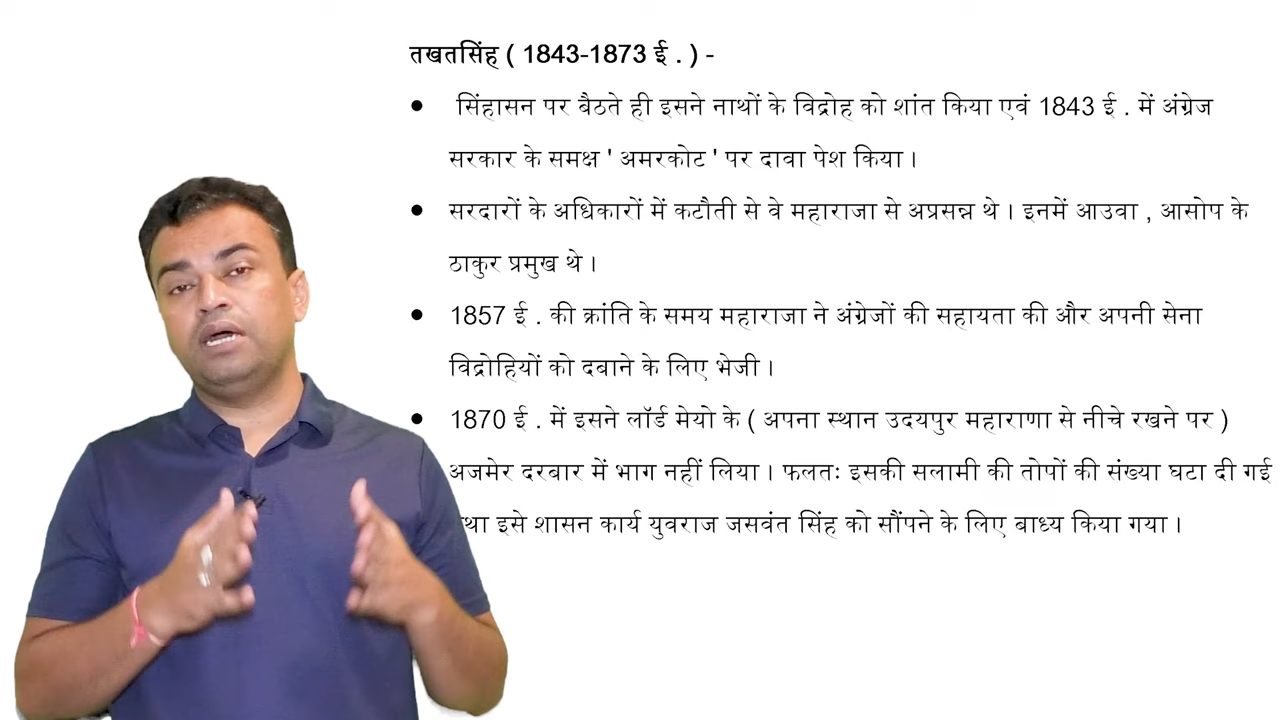 तखतसिंह ( 1843-1873 ई . ) -
• सिंहासन पर बैठते ही इसने नाथों के विद्रोह को शांत किया एवं 1843 ई . में अंग्रेज
सरकार के समक्ष ' अमरकोट ' पर दावा पेश किया ।
• सरदारों के अधिकारों में कटौती से वे महाराजा से अप्रसन्न थे । इनमें आउवा , आसोप के
ठाकुर प्रमुख थे ।
• 1857 ई . की क्रांति के समय महाराजा ने अंग्रेजों की सहायता की और अपनी सेना
विद्रोहियों को दबाने के लिए भेजी ।
• 1870 ई . में इसने लॉर्ड मेयो के ( अपना स्थान उदयपुर महाराणा से नीचे रखने पर )
अजमेर दरबार में भाग नहीं लिया । फलतः इसकी सलामी की तोपों की संख्या घटा दी गई
इसे शासन कार्य युवराज जसवंत सिंह को सौंपने के लिए बाध्य किया गया ।